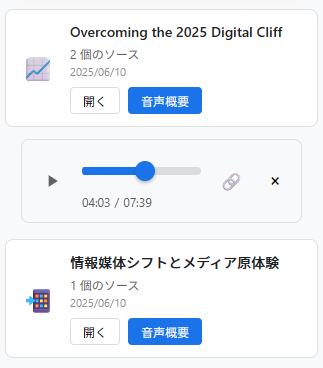 Overcoming the 2025 Digital Cliff
2 個のソース
2025/06/10
開く 音声概要
04:03 / 07:39
情報媒体シフトとメディア原体験
1 個のソース
2025/06/10
開く 音声概要